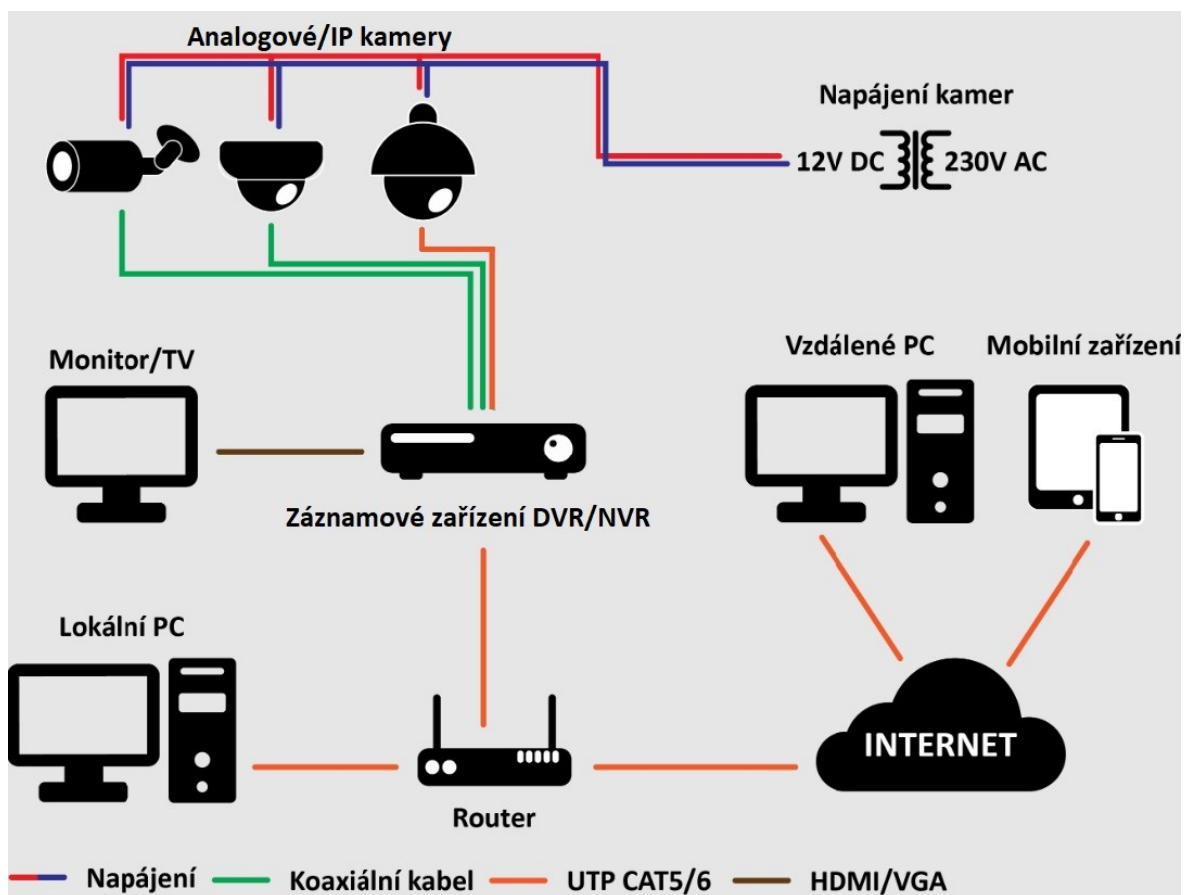 Analogové/IP kamery
Napájení kamer
12V DC 230V AC
Monitor/TV
Vzdálené PC
Mobilní zařízení
Záznamové zařízení DVR/NVR
Lokální PC
INTERNET
Router
Napájení
Koaxiální kabel
UTP CAT5/6
HDMI/VGA